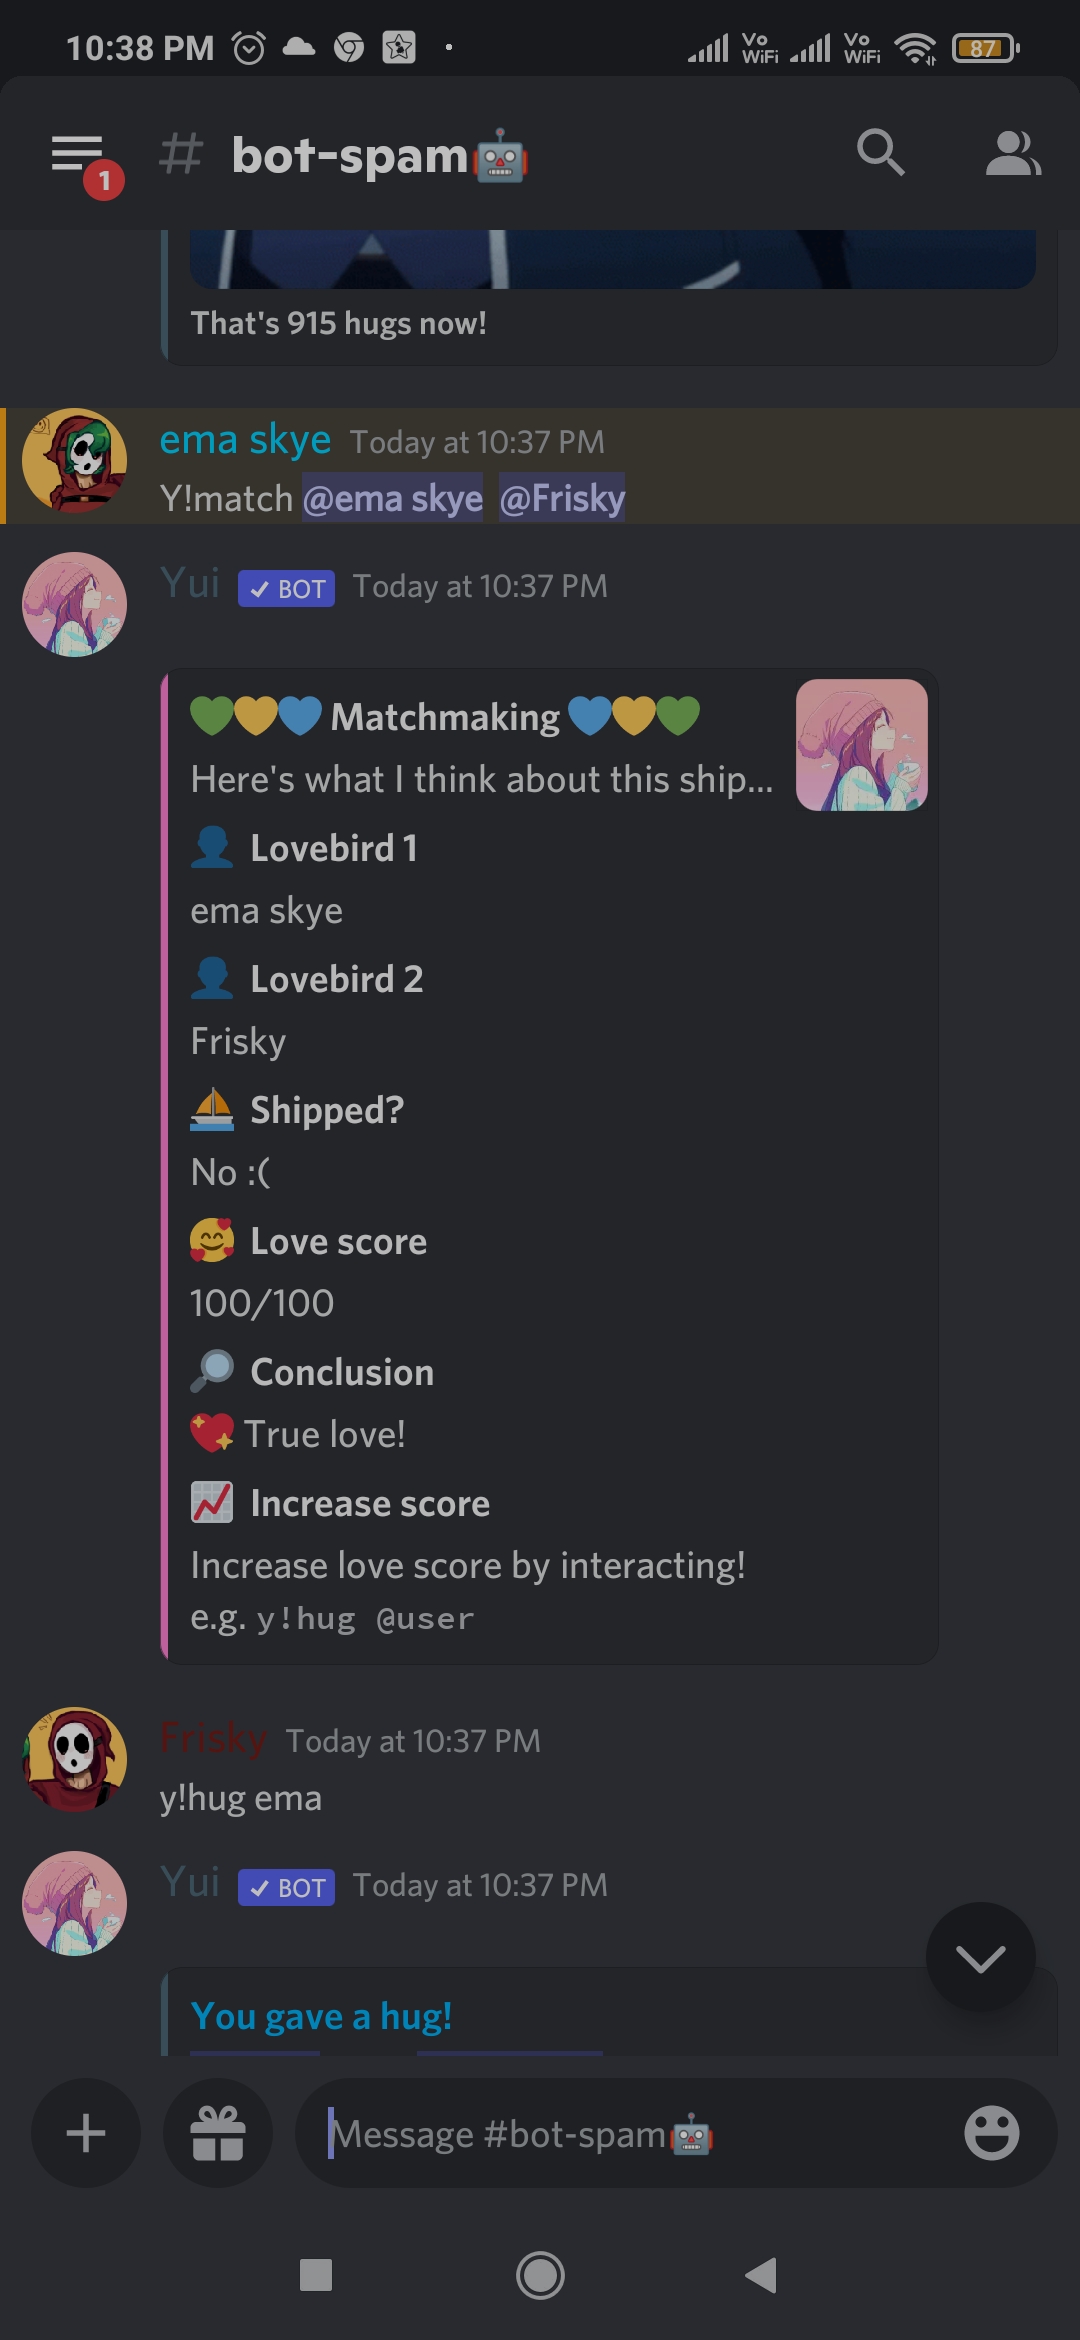 10:38 PM
Vo WiFi Vo WiFi 87
1
# bot-spam🤖
That's 915 hugs now!
ema skye Today at 10:37 PM
Y!match @ema skye @Frisky
Yui ✓ BOT Today at 10:37 PM
💚💛💙 Matchmaking 💙💛💚
Here's what I think about this ship...
👤 Lovebird 1
ema skye
👤 Lovebird 2
Frisky
⛵ Shipped?
No :(
🥰 Love score
100/100
🔎 Conclusion
💖 True love!
📈 Increase score
Increase love score by interacting!
e.g. y!hug @user
Frisky Today at 10:37 PM
y!hug ema
Yui ✓ BOT Today at 10:37 PM
You gave a hug!
Message #bot-spam🤖